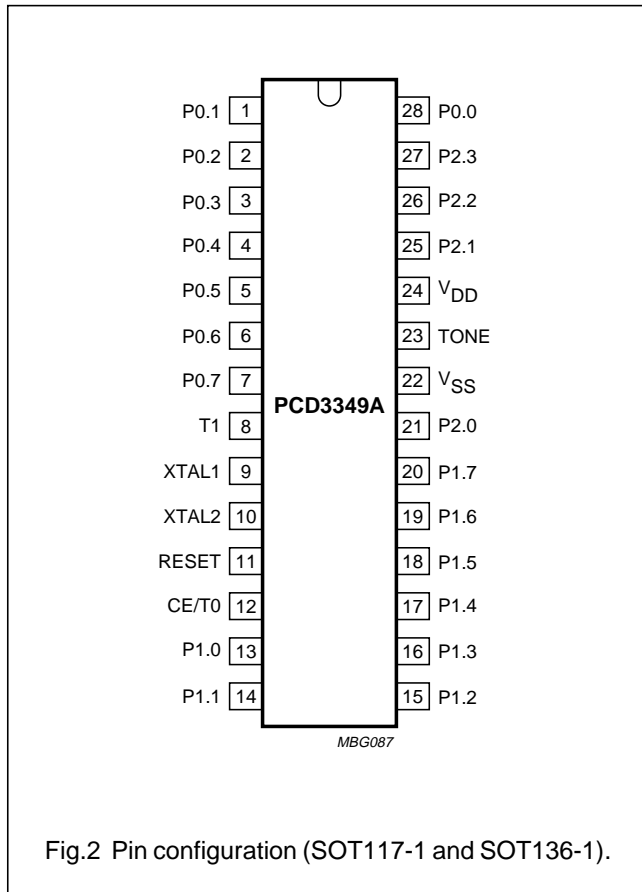 P0.1 1 28 P0.0
P0.2 2 27 P2.3
P0.3 3 26 P2.2
P0.4 4 25 P2.1
P0.5 5 24 VDD
P0.6 6 23 TONE
P0.7 7 22 VSS
PCD3349A
T1 8 21 P2.0
XTAL1 9 20 P1.7
XTAL2 10 19 P1.6
RESET 11 18 P1.5
CE/T0 12 17 P1.4
P1.0 13 16 P1.3
P1.1 14 15 P1.2
MBG087
Fig.2 Pin configuration (SOT117-1 and SOT136-1).